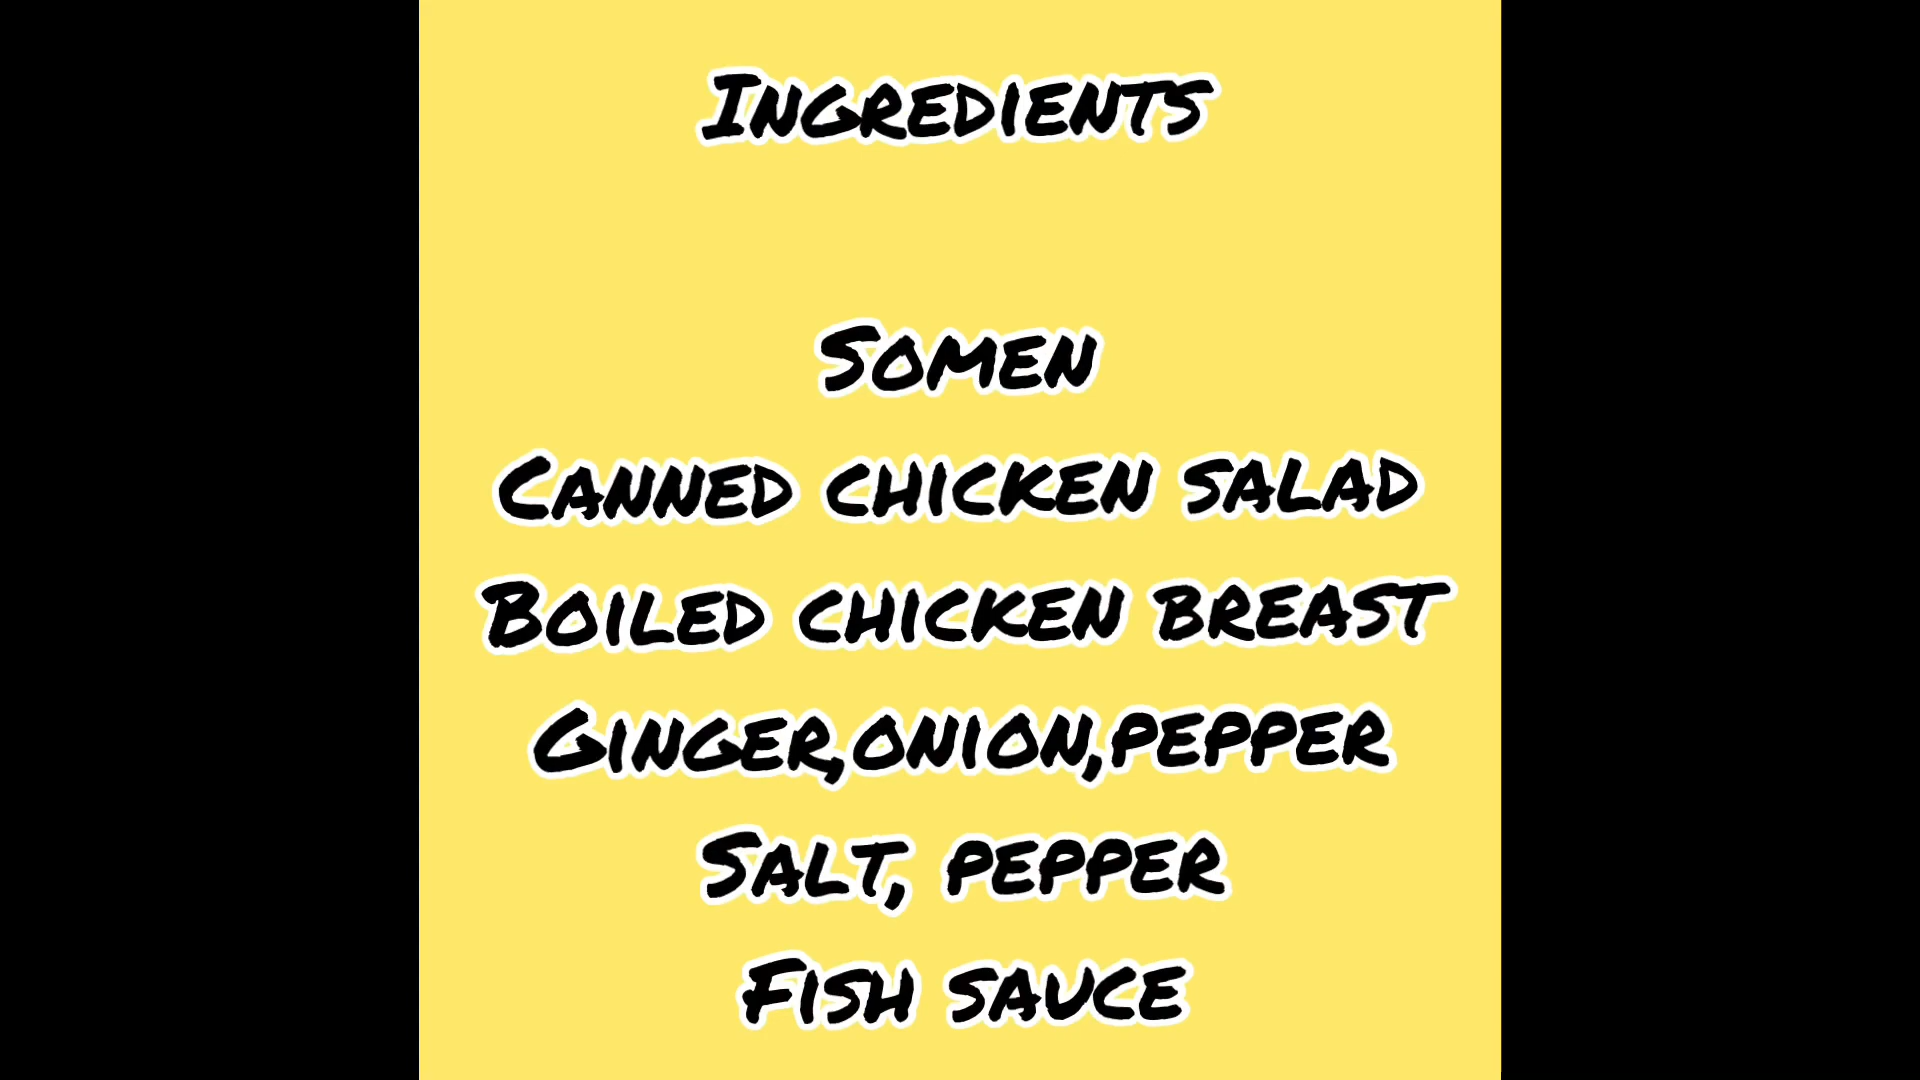 Ingredients
Somen
Canned chicken salad
Boiled chicken breast
Ginger,onion,pepper
Salt, pepper
Fish sauce